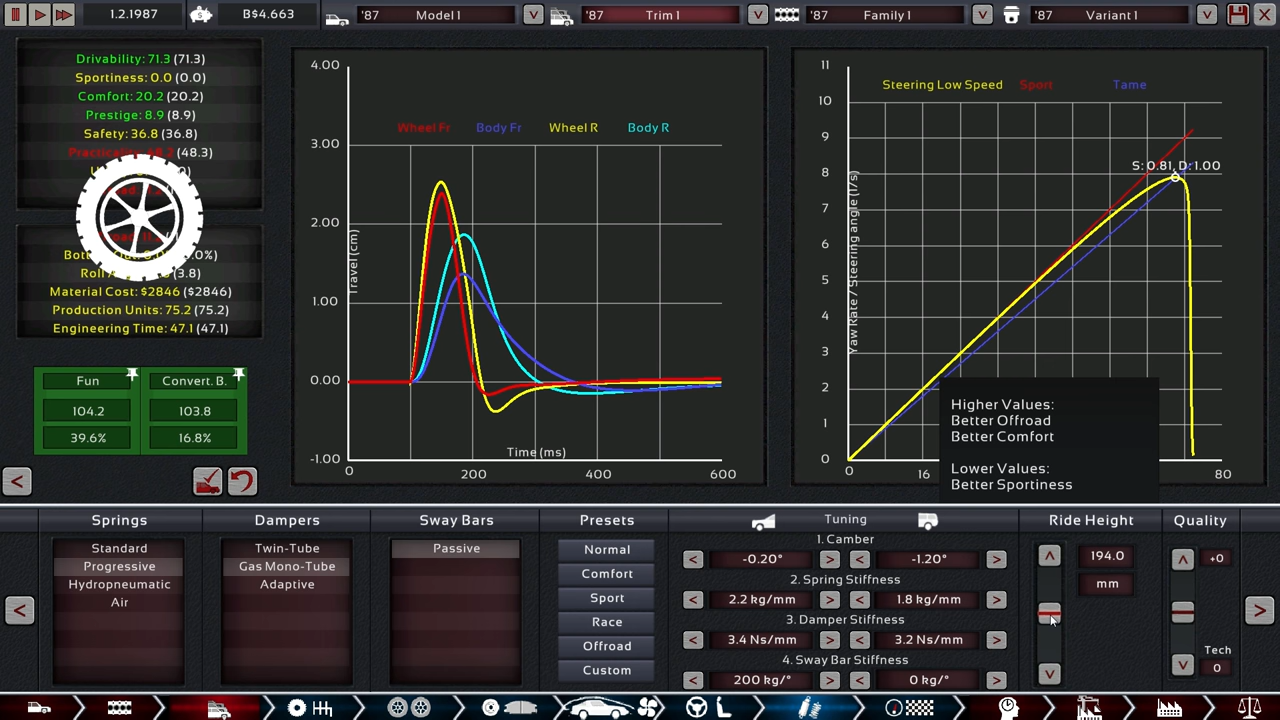 1.2.1987
B$4.663
'87 Model 1
'87 Trim 1
'87 Family 1
'87 Variant 1
Drivability: 71.3 (71.3)
Sportiness: 0.0 (0.0)
Comfort: 20.2 (20.2)
Prestige: 8.9 (8.9)
Safety: 36.8 (36.8)
(48.3)
Roll
(3.8)
Material Cost: $2846 ($2846)
Production Units: 75.2 (75.2)
Engineering Time: 47.1 (47.1)
Fun
Convert. B.
104.2
103.8
39.6%
16.8%
4.00
3.00
2.00
1.00
0.00
-1.00
Travel (cm)
Wheel Fr
Body Fr
Wheel R
Body R
Time (ms)
0
200
400
600
11
10
9
8
7
6
5
4
3
2
1
0
Yaw Rate / Steering angle (1/s)
Steering Low Speed
Sport
Tame
S: 0.81, D: 1.00
0
16
80
Higher Values:
Better Offroad
Better Comfort
Lower Values:
Better Sportiness
Springs
Standard
Progressive
Hydropneumatic
Air
Dampers
Twin-Tube
Gas Mono-Tube
Adaptive
Sway Bars
Passive
Presets
Normal
Comfort
Sport
Race
Offroad
Custom
Tuning
1. Camber
-0.20°
-1.20°
2. Spring Stiffness
2.2 kg/mm
1.8 kg/mm
3. Damper Stiffness
3.4 Ns/mm
3.2 Ns/mm
4. Sway Bar Stiffness
200 kg/°
0 kg/°
Ride Height
194.0
mm
Quality
+0
Tech
0